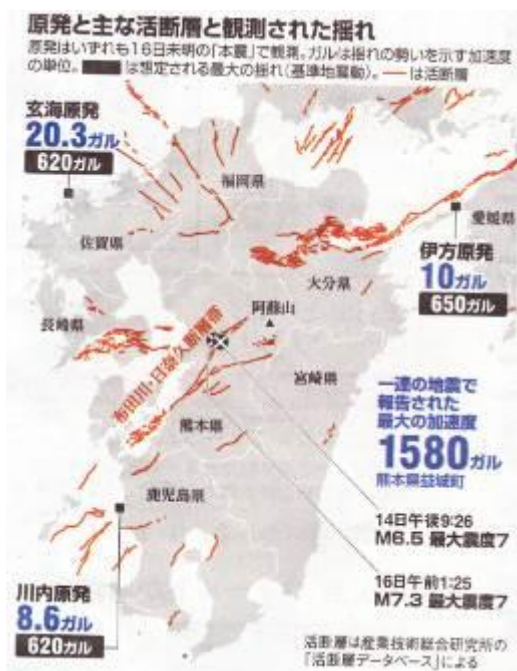 原発と主な活断層と観測された揺れ
原発はいずれも16日未明の「本震」で観測。ガルは揺れの勢いを示す加速度
の単位。は想定される最大の揺れ(基準地震動)。は活断層
玄海原発
20.3ガル
620ガル
福岡県
愛媛県
佐賀県
伊方原発
10ガル
650ガル
大分県
阿蘇山
長崎県
布田川・日奈久断層帯
宮崎県
一連の地震で
報告された
最大の加速度
1580ガル
熊本県益城町
熊本県
鹿児島県
14日午後9:26
M6.5 最大震度7
16日午前1:25
M7.3 最大震度7
川内原発
8.6ガル
620ガル
活断層は産業技術総合研究所の
「活断層データベース」による